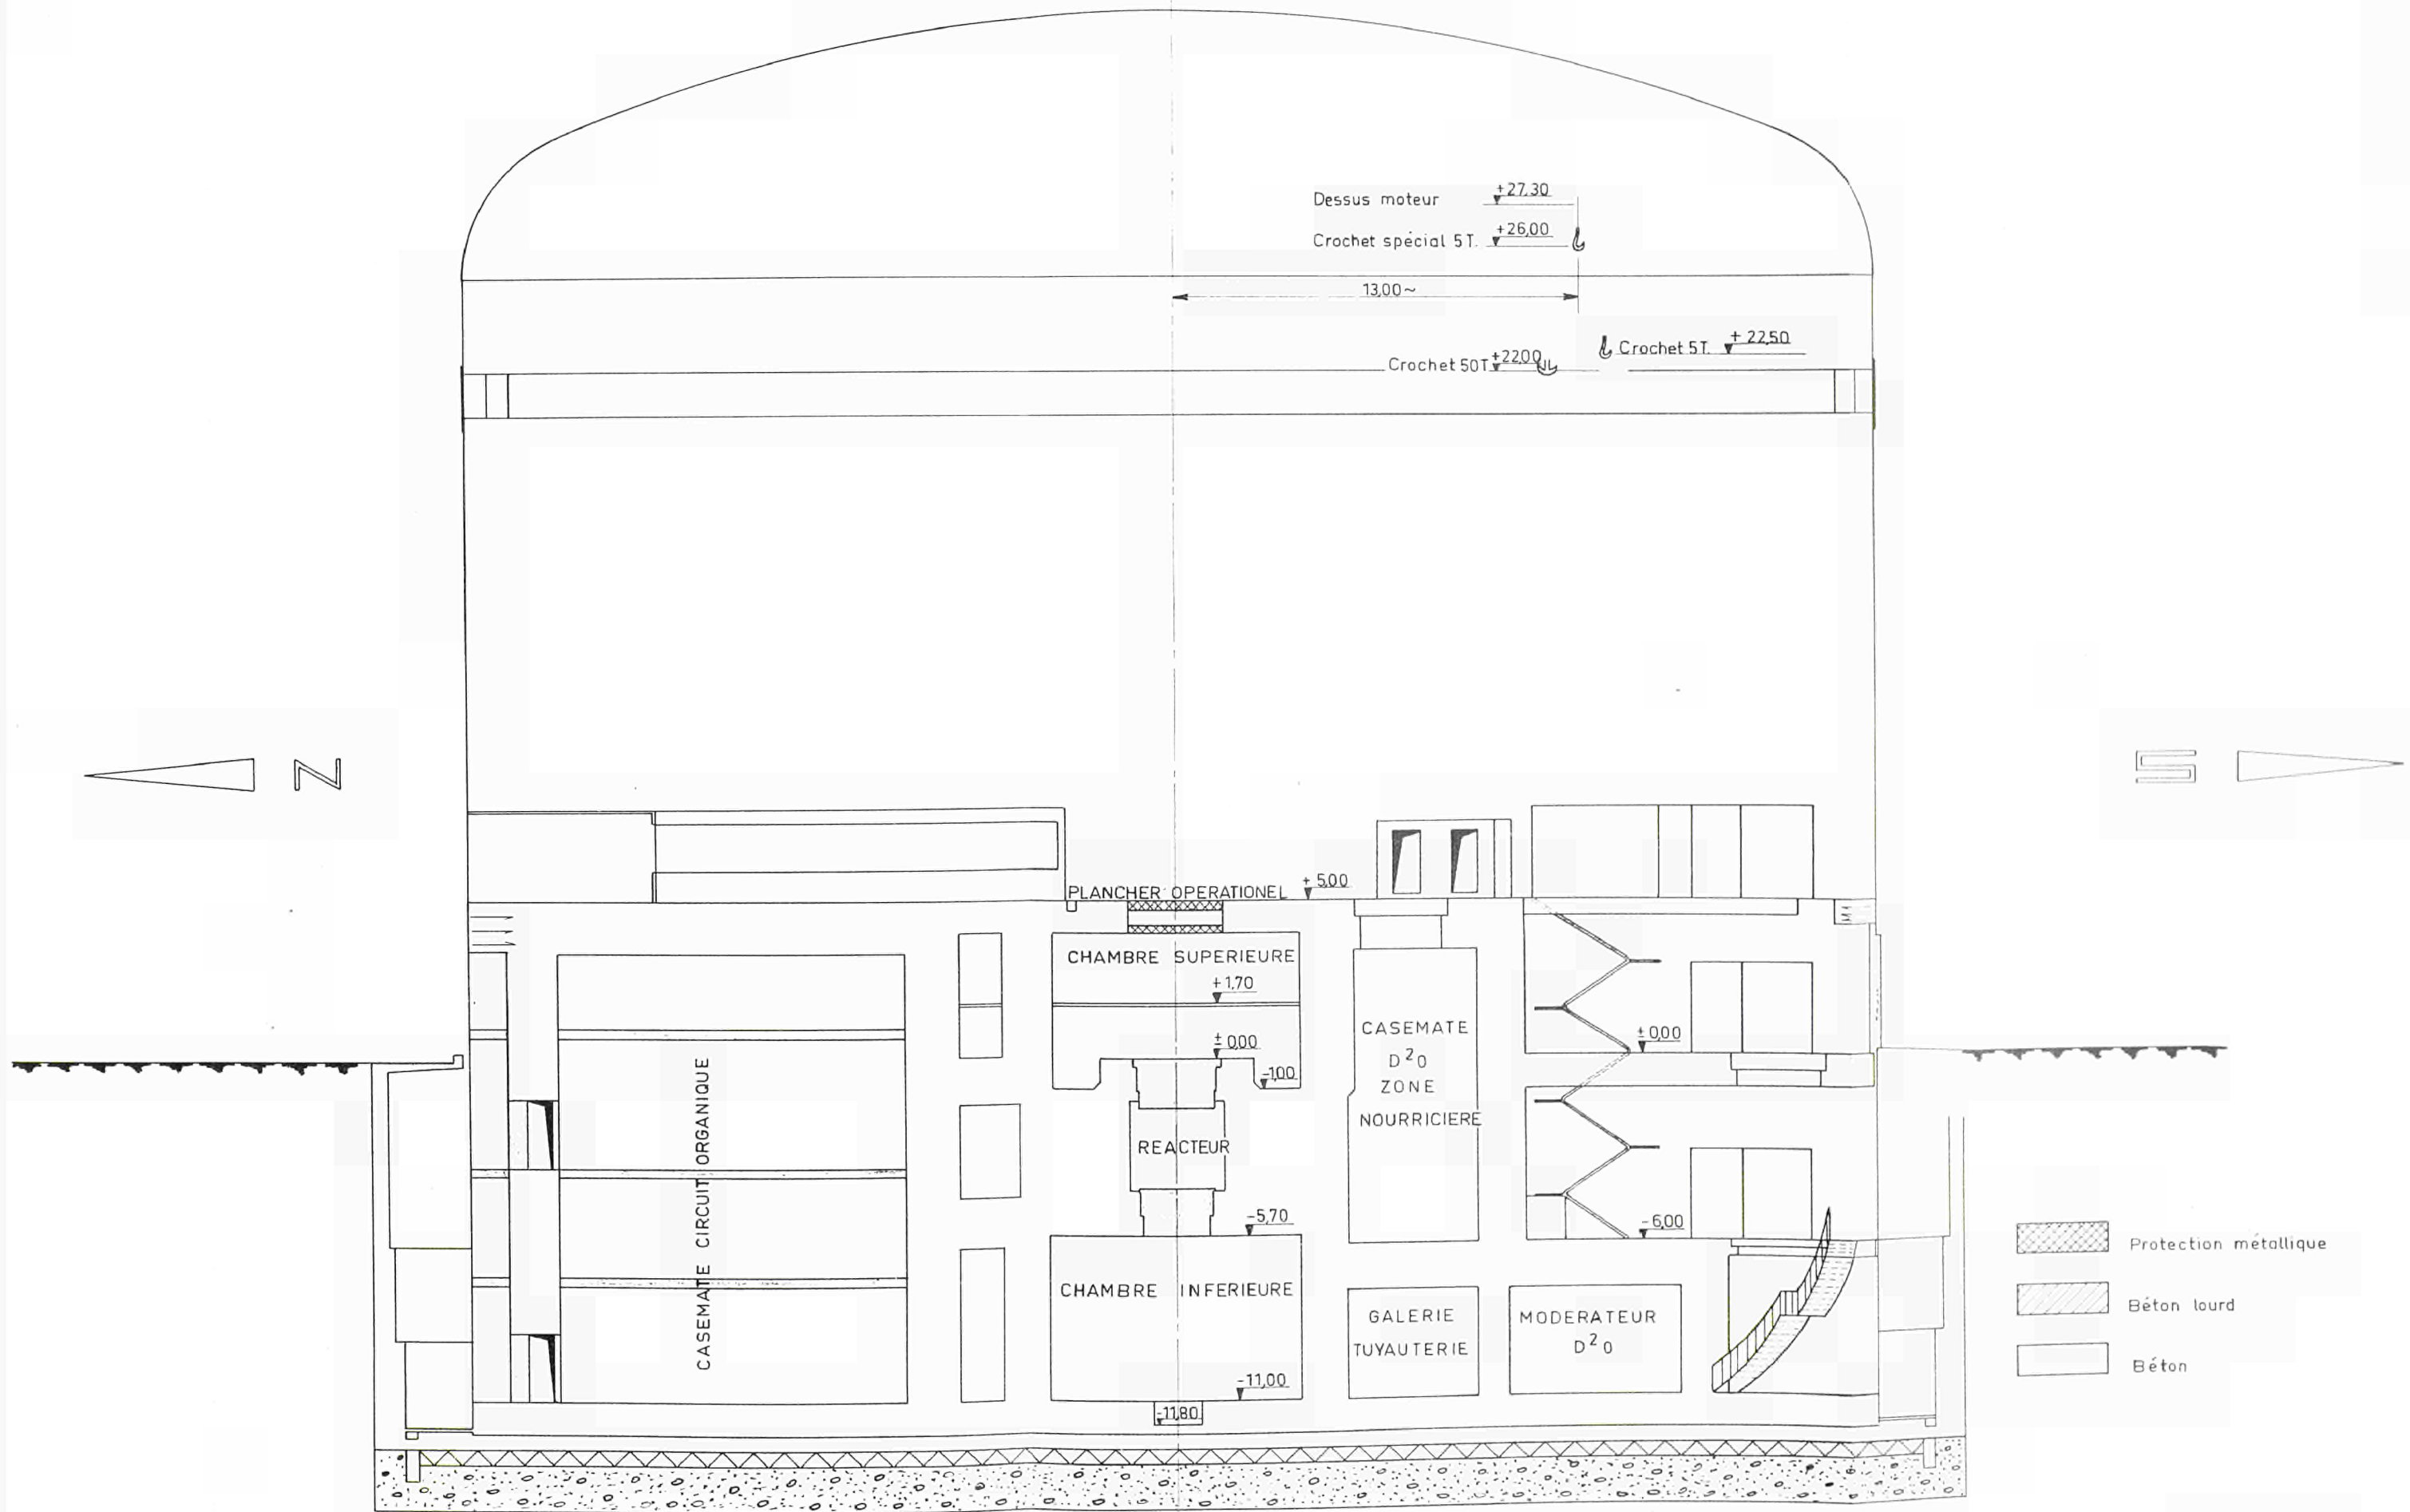 Dessus moteur +27,30
Crochet spécial 5T. +26,00
13,00~
Crochet 5T. +22,50
Crochet 50T +22,00
N
S
PLANCHER OPERATIONEL +5,00
CHAMBRE SUPERIEURE
+1,70
±0,00
-1,00
CASEMATE
D²O
ZONE
NOURRICIERE
±0,00
CASEMATE CIRCUIT ORGANIQUE
REACTEUR
-5,70
-6,00
CHAMBRE INFERIEURE
-11,00
-11,80
GALERIE
TUYAUTERIE
MODERATEUR
D²O
Protection métallique
Béton lourd
Béton